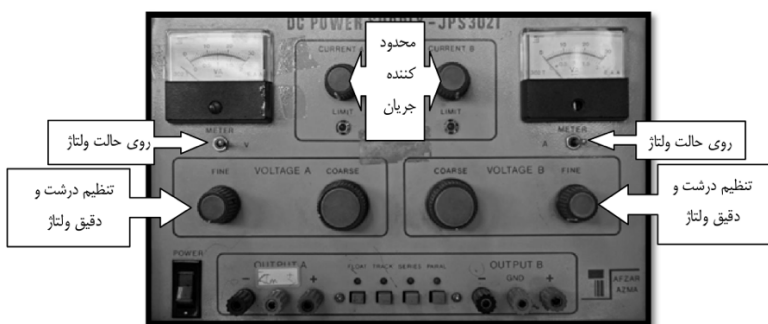 DC POWER SUPPLY - JPS302T
CURRENT A
CURRENT B
محدود
کننده
جریان
LIMIT
LIMIT
METER
V
METER
A
روی حالت ولتاژ
روی حالت ولتاژ
FINE
VOLTAGE A
COARSE
COARSE
VOLTAGE B
FINE
تنظیم درشت و
دقیق ولتاژ
تنظیم درشت و
دقیق ولتاژ
POWER
OUTPUT A
FLOAT
TRACK
SERIES
PARAL
OUTPUT B
- +
- GND +
AFZAR
AZMA